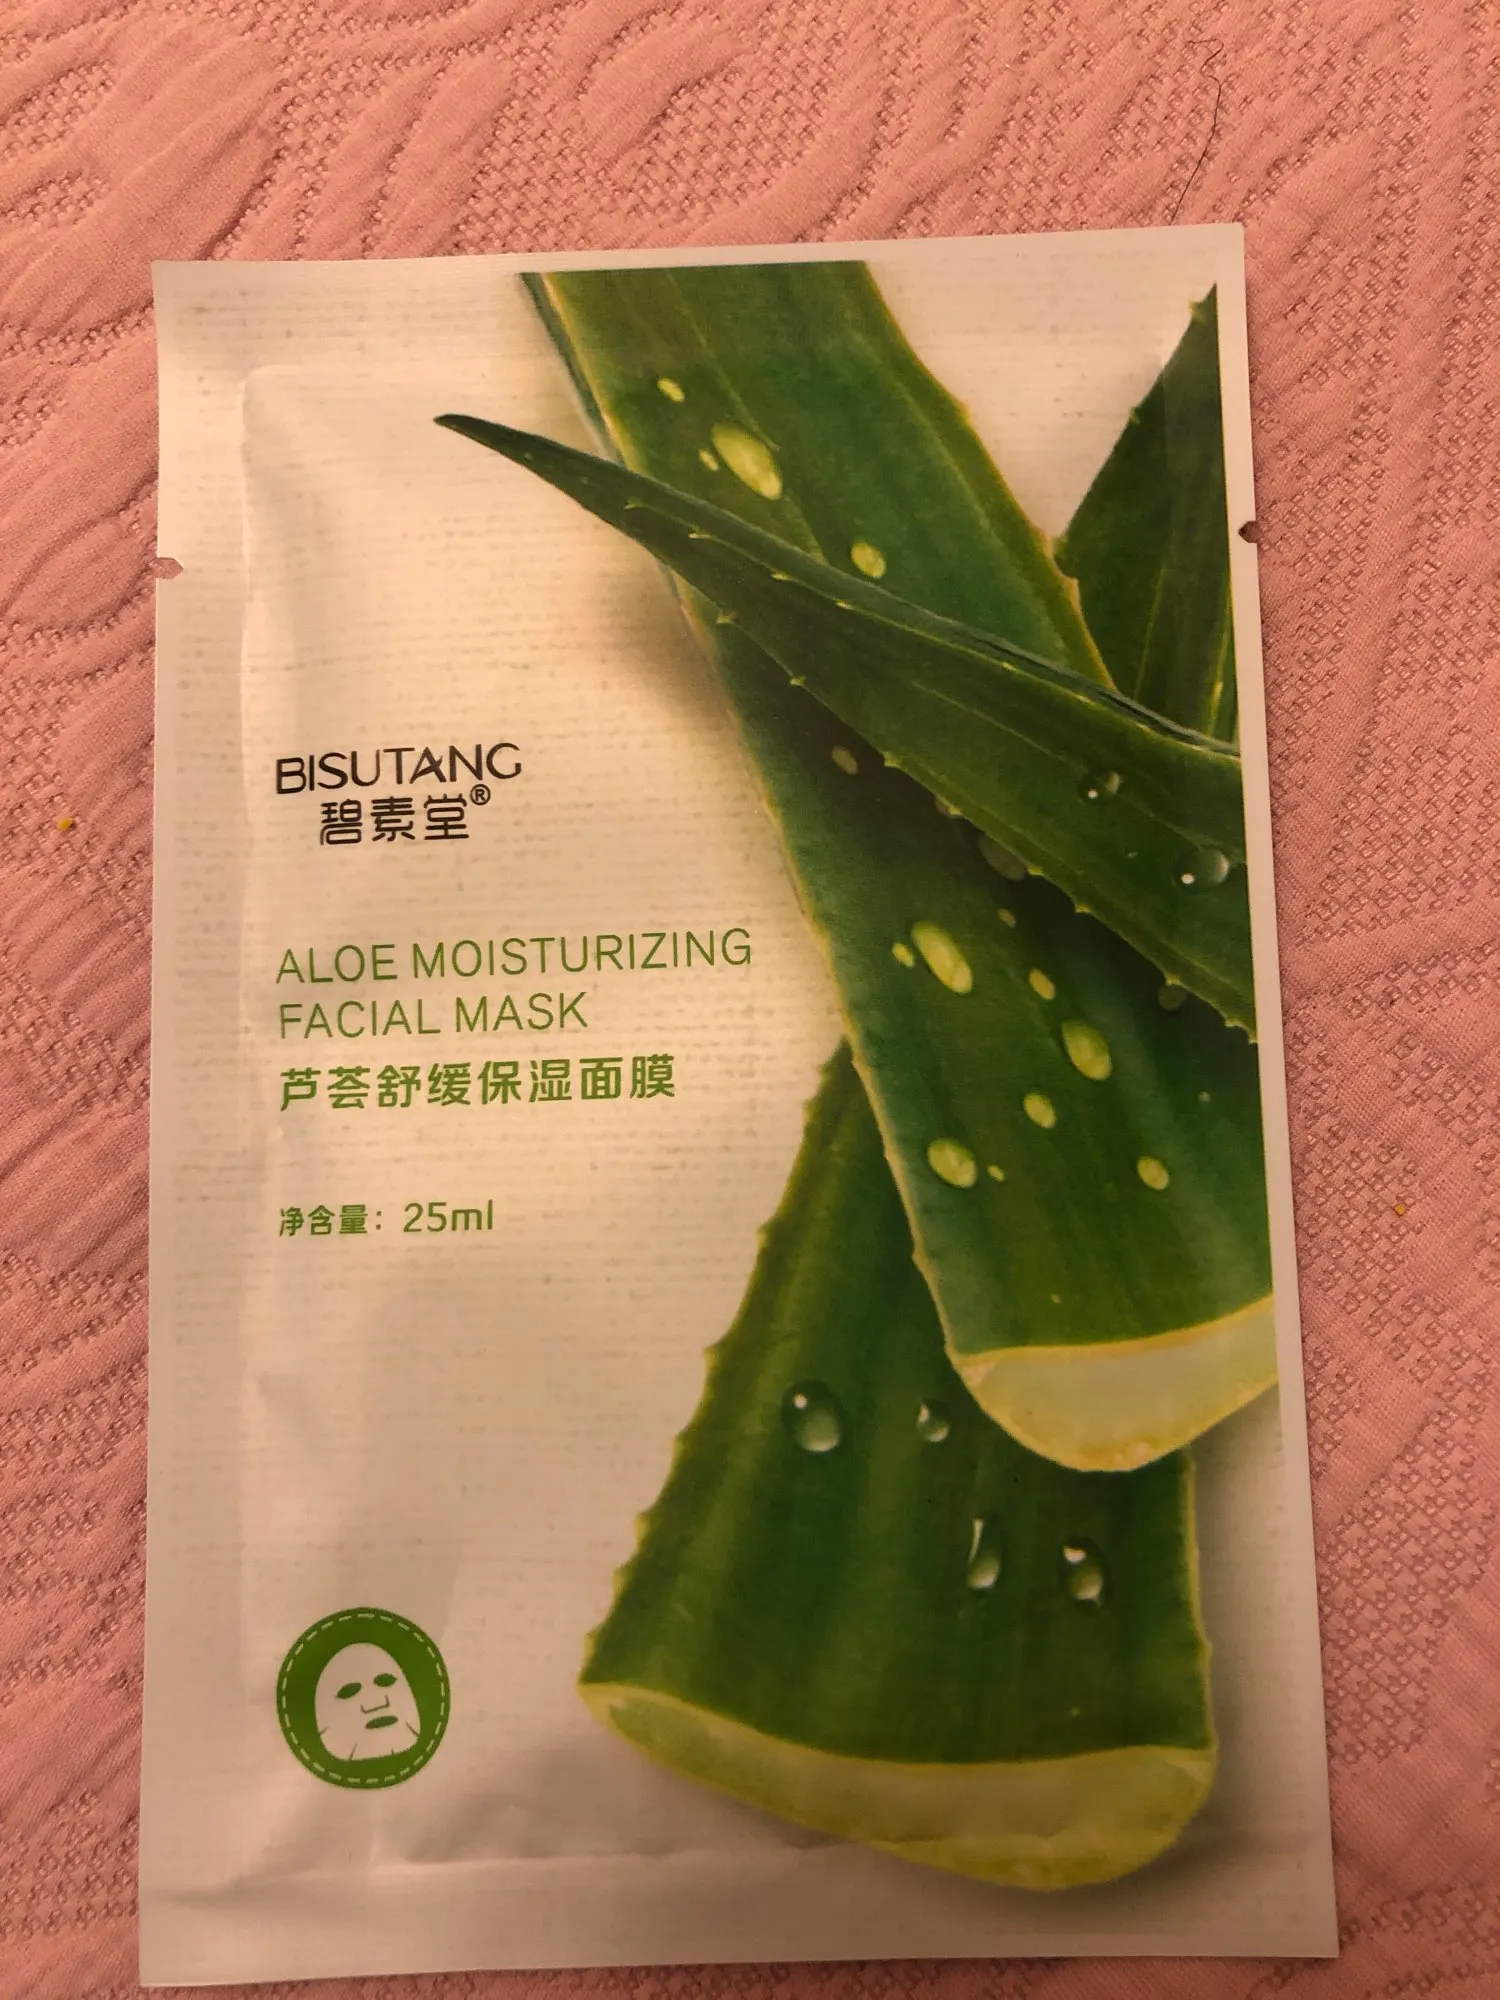 BISUTANG
碧素堂®
ALOE MOISTURIZING
FACIAL MASK
芦荟舒缓保湿面膜
净含量：25ml